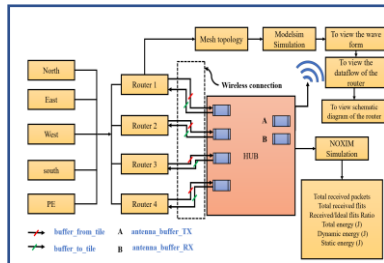 Mesh topology
Modelsim Simulation
To view the wave
form
To view the
dataflow of the
router
To view schematic
diagram of the router
North
East
West
south
PE
Router 1
Router 2
Router 3
Router 4
Wireless connection
A
B
HUB
NOXIM
Simulation
Total received packets
Total received flits
Received/Ideal flits Ratio
Total energy (J)
Dynamic energy (J)
Static energy (J)
buffer_from_tile
A antenna_buffer_TX
buffer_to_tile
B antenna_buffer_RX